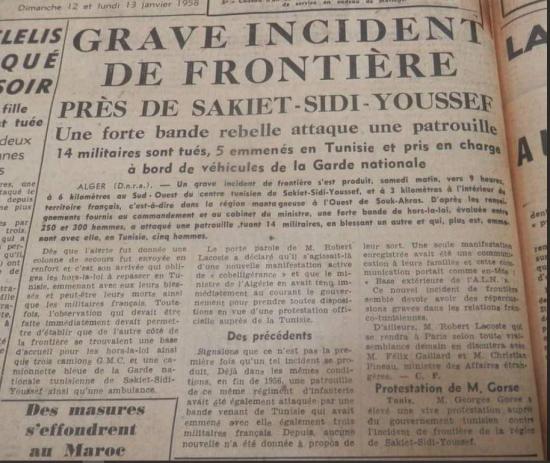 Dimanche 12 et lundi 13 janvier 1958
LELIS
QUÉ
SOIR
fille
t tuée
deux
nnes
GRAVE INCIDENT
DE FRONTIÈRE
PRÈS DE SAKIET-SIDI-YOUSSEF
Une forte bande rebelle attaque une patrouille
14 militaires sont tués, 5 emmenés en Tunisie et pris en charge
à bord de véhicules de la Garde nationale
ALGER (D.n.r.a.). — Un grave incident de frontière s'est produit, samedi matin, vers 9 heures,
à 6 kilomètres au Sud-Ouest du centre tunisien de Sakiet-Sidi-Youssef, et à 3 kilomètres à l'intérieur du
territoire français, c'est-à-dire dans la région montagneuse à l'Ouest de Souk-Ahras. D'après les rensei-
gnements fournis au commandement et au cabinet du ministre, une forte bande de hors-la-loi, évaluée entre
250 et 300 hommes, a attaqué une patrouille, tuant 14 militaires, en blessant un autre et qui, plus est, emme-
nant avec elle, en Tunisie, cinq hommes.
Dès que l'alerte fut donnée une
colonne de secours fut envoyée en
renfort et c'est son arrivée qui obli-
gea les hors-la-loi à repasser en Tu-
nisie, emmenant avec eux leurs bles-
sés et peut-être leurs morts ainsi
que les militaires français. Toute-
fois, l'observation qui devait être
faite immédiatement devait permet-
tre d'établir que de l'autre côté de
la frontière se trouvaient une base
d'accueil pour les hors-la-loi ainsi
que trois camions G.M.C. et une ca-
mionnette bleue de la Garde na-
tionale tunisienne de Sakiet-Sidi-
Youssef ainsi qu'une ambulance.
Des masures
s'effondrent
au Maroc
Le porte parole de M. Robert
Lacoste a déclaré qu'il s'agissait-là
d'une nouvelle manifestation active
de « cobelligérance » et que le mi-
nistre de l'Algérie en avait tenu im-
médiatement au courant le gouver-
nement pour prendre toutes disposi-
tions en vue d'une protestation offi-
cielle auprès de la Tunisie.
Des précédents
Signalons que ce n'est pas la pre-
mière fois qu'un tel incident se pro-
duit. Déjà dans les mêmes condi-
tions, en fin de 1956, une patrouille
de ce même régiment d'infanterie
avait été également attaquée par une
bande venant de Tunisie qui avait
emmené avec elle également trois
militaires français. Depuis, aucune
nouvelle n'a été donnée à propos de
leur sort. Une seule manifestation
enregistrée avait été une commu-
cation à leurs familles et cette com-
munication portait comme en-tête :
« Base extérieure de l'A.L.N. »
Ce nouvel incident de frontière
semble devoir avoir des répercus-
sions graves dans les relations fran-
co-tunisiennes.
D'ailleurs, M. Robert Lacoste qui
se rendra à Paris selon toute vrai-
semblance demain en discutera avec
M. Félix Gaillard et M. Christian
Pineau, ministre des Affaires étran-
gères. — C. F.
Protestation de M. Gorse
Tunis. — M. Georges Gorse a
élevé une vive protestation auprès
du gouvernement tunisien contre
l'incident de frontière de la région
de Sakiet-Sidi-Youssef.